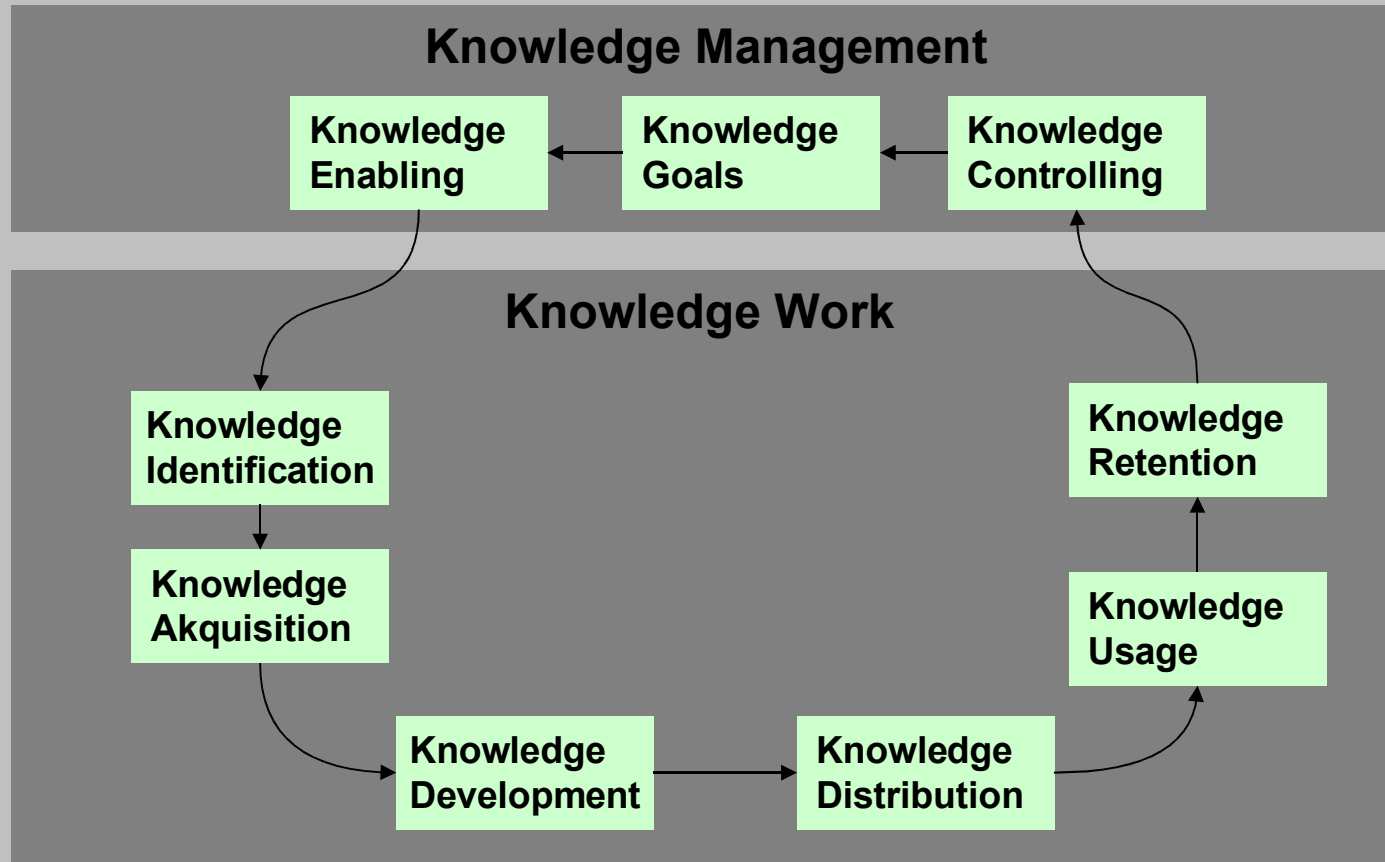 Knowledge Management
Knowledge
Enabling
Knowledge
Goals
Knowledge
Controlling
Knowledge Work
Knowledge
Identification
Knowledge
Akquisition
Knowledge
Development
Knowledge
Distribution
Knowledge
Usage
Knowledge
Retention